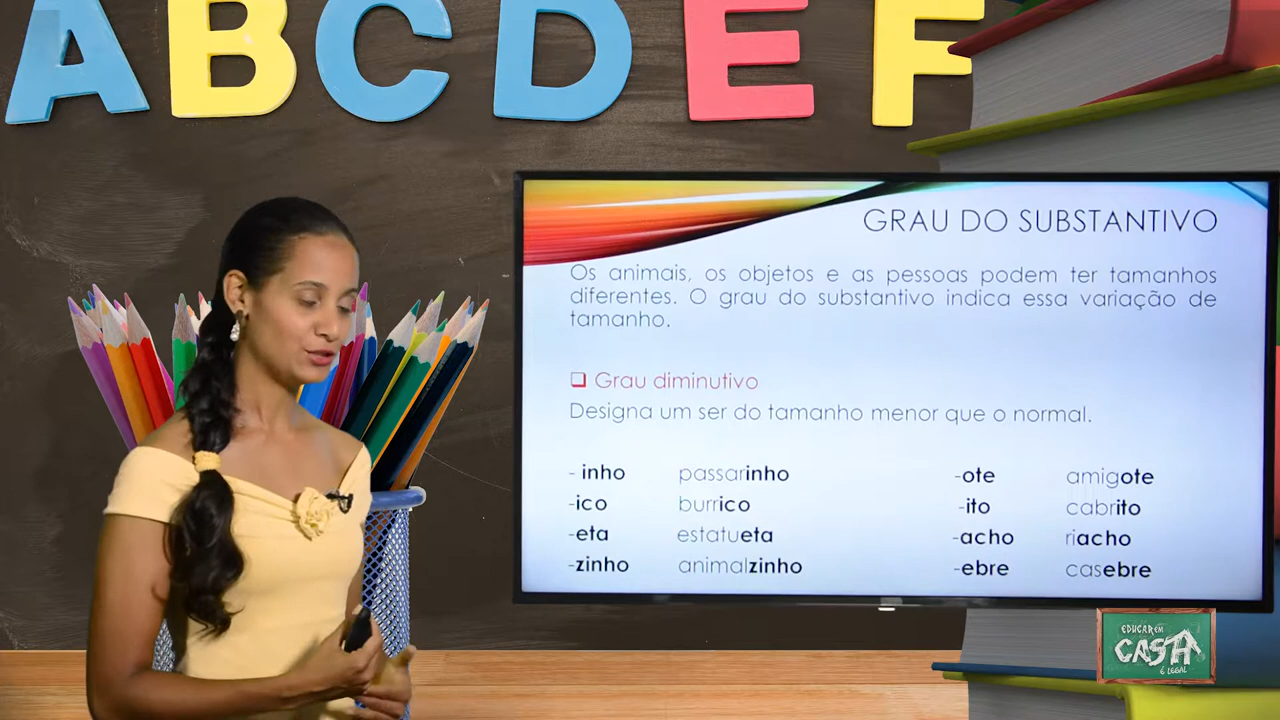 A B C D E F
GRAU DO SUBSTANTIVO
Os animais, os objetos e as pessoas podem ter tamanhos
diferentes. O grau do substantivo indica essa variação de
tamanho.
❑ Grau diminutivo
Designa um ser do tamanho menor que o normal.
- inho passarinho -ote amigote
-ico burrico -ito cabrito
-eta estatueta -acho riacho
-zinho animalzinho -ebre casebre
EDUCAR EM
CASA
É LEGAL